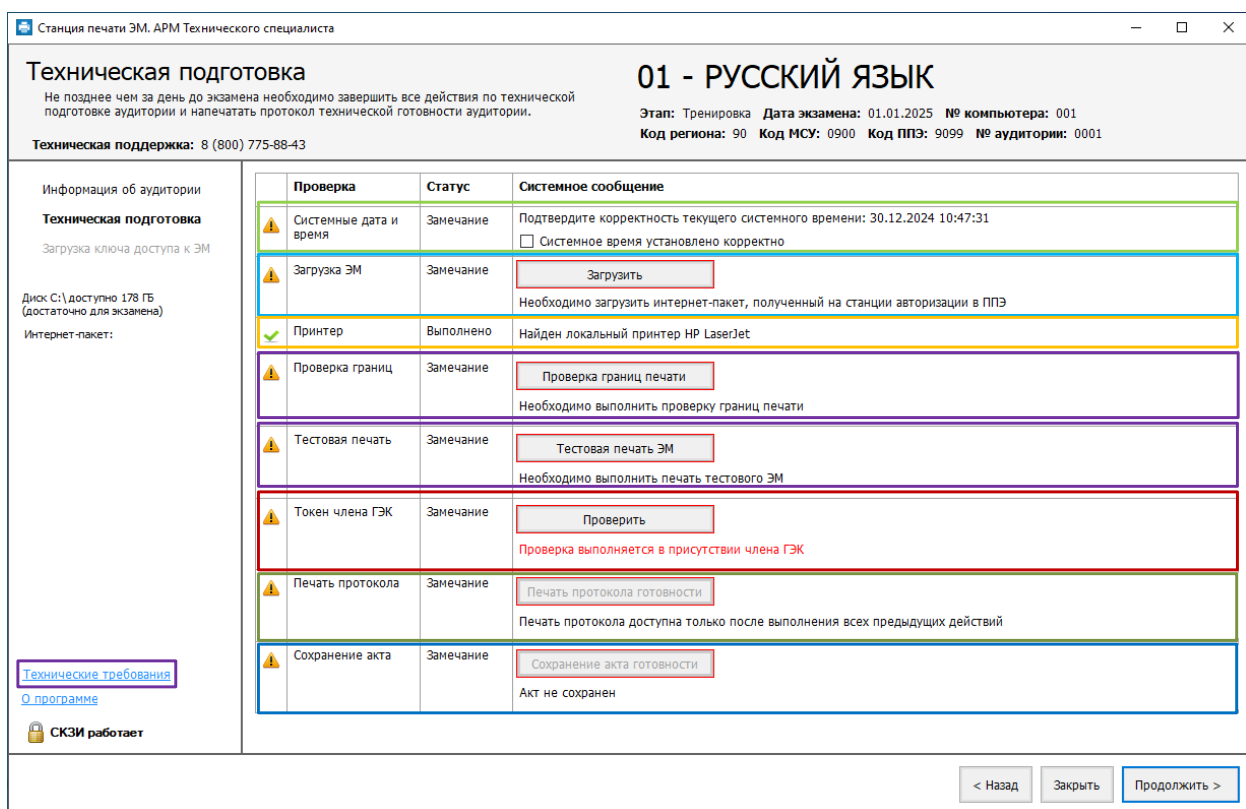 Станция печати ЭМ. АРМ Технического специалиста
Техническая подготовка
Не позднее чем за день до экзамена необходимо завершить все действия по технической
подготовке аудитории и напечатать протокол технической готовности аудитории.
Техническая поддержка: 8 (800) 775-88-43
01 - РУССКИЙ ЯЗЫК
Этап: Тренировка Дата экзамена: 01.01.2025 № компьютера: 001
Код региона: 90 Код МСУ: 0900 Код ППЭ: 9099 № аудитории: 0001
Информация об аудитории
Техническая подготовка
Загрузка ключа доступа к ЭМ
Диск C:\ доступно 178 ГБ
(достаточно для экзамена)
Интернет-пакет:
Технические требования
О программе
СКЗИ работает
Проверка Статус Системное сообщение
Системные дата и Замечание Подтвердите корректность текущего системного времени: 30.12.2024 10:47:31
время
Системное время установлено корректно
Загрузка ЭМ Замечание Загрузить
Необходимо загрузить интернет-пакет, полученный на станции авторизации в ППЭ
Принтер Выполнено Найден локальный принтер HP LaserJet
Проверка границ Замечание Проверка границ печати
Необходимо выполнить проверку границ печати
Тестовая печать Замечание Тестовая печать ЭМ
Необходимо выполнить печать тестового ЭМ
Токен члена ГЭК Замечание Проверить
Проверка выполняется в присутствии члена ГЭК
Печать протокола Замечание Печать протокола готовности
Печать протокола доступна только после выполнения всех предыдущих действий
Сохранение акта Замечание Сохранение акта готовности
Акт не сохранен
< Назад Закрыть Продолжить >